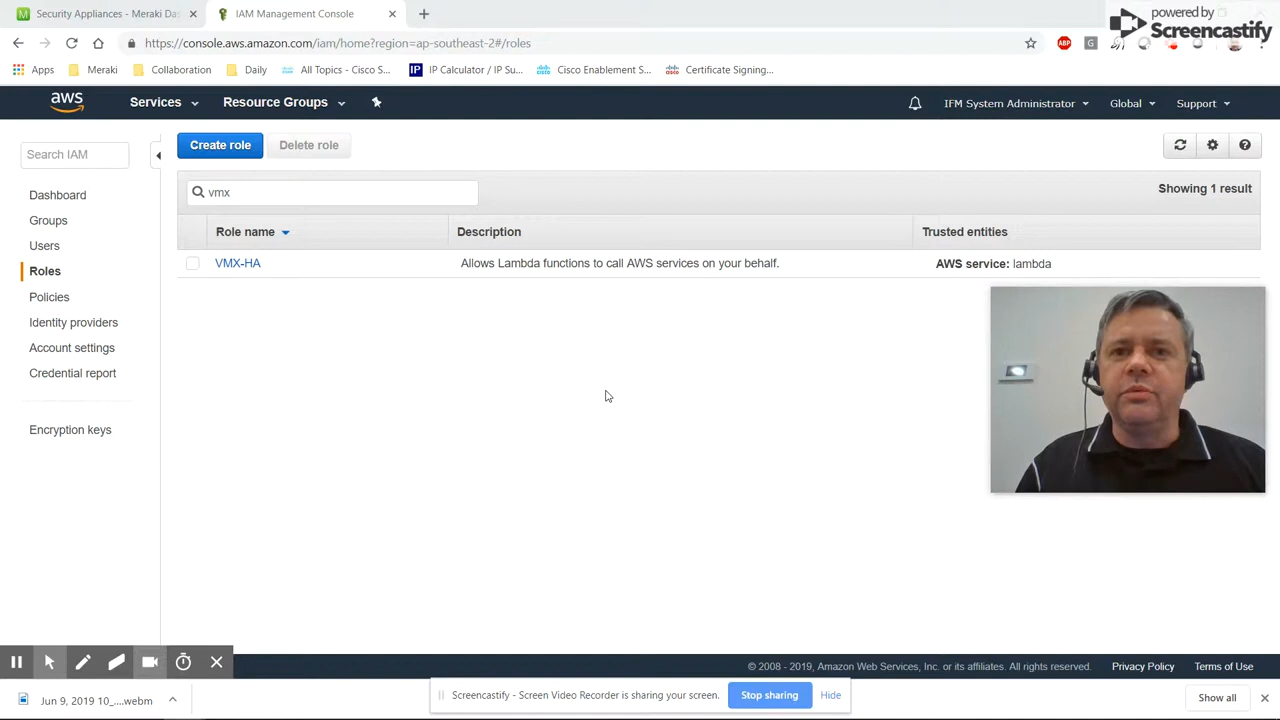 Security Appliances - Meraki Das
IAM Management Console
powered by
Screencastify
https://console.aws.amazon.com/iam/home?region=ap-southeast-2#/roles
ABP
G
Apps
Meraki
Collaboration
Daily
All Topics - Cisco S...
IP
IP Calculator / IP Su...
Cisco Enablement S...
Certificate Signing...
aws
Services
Resource Groups
IFM System Administrator
Global
Support
Search IAM
Dashboard
Groups
Users
Roles
Policies
Identity providers
Account settings
Credential report
Encryption keys
Create role
Delete role
vmx
Showing 1 result
Role name
Description
Trusted entities
VMX-HA
Allows Lambda functions to call AWS services on your behalf.
AWS service: lambda
© 2008 - 2019, Amazon Web Services, Inc. or its affiliates. All rights reserved.
Privacy Policy
Terms of Use
Jun 9, 2019 10_....webm
Screencastify - Screen Video Recorder is sharing your screen.
Stop sharing
Hide
Show all